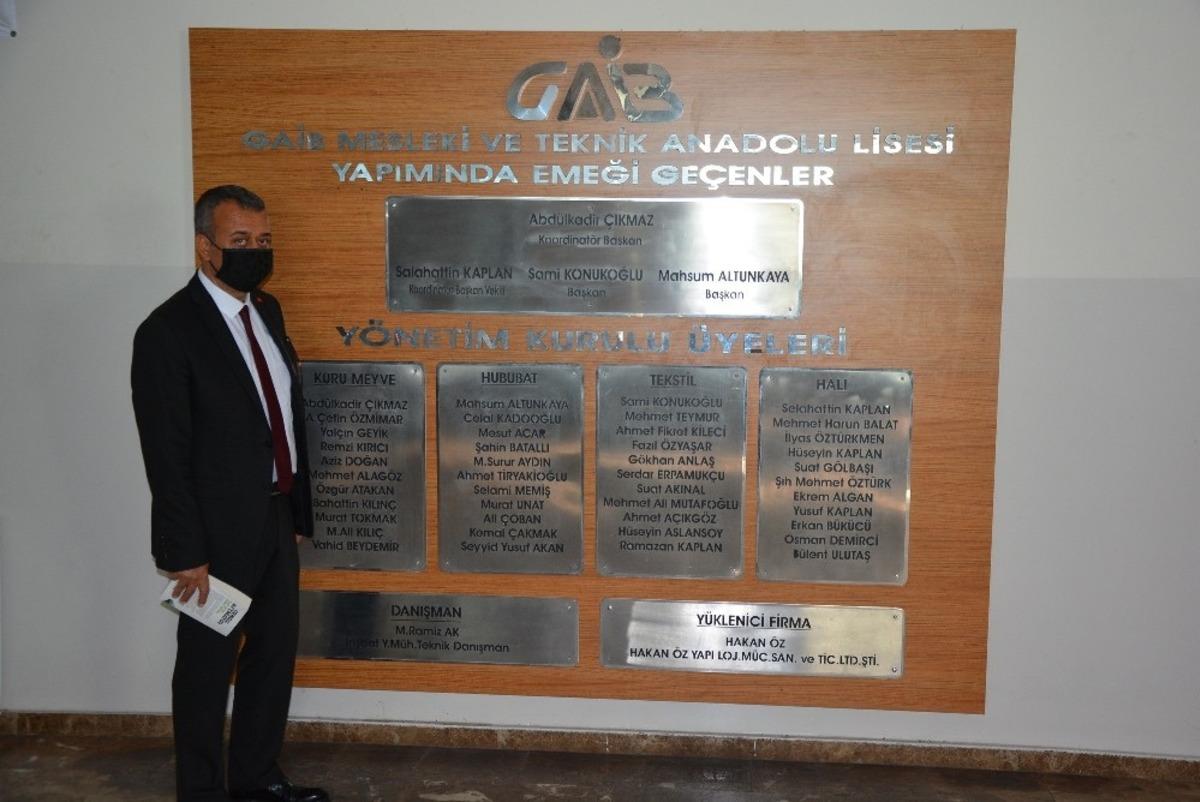 GAİB
GAİB MESLEKİ VE TEKNİK ANADOLU LİSESİ
YAPIMINDA EMEĞİ GEÇENLER
Abdülkadir ÇIKMAZ
Koordinatör Başkan
Salahattin KAPLAN
Koordinatör Başkan Vekili
Sami KONUKOĞLU
Başkan
Mahsum ALTUNKAYA
Başkan
YÖNETİM KURULU ÜYELERİ
KURU MEYVE
Abdülkadir ÇIKMAZ
A Çetin ÖZMİMAR
Yalçın GEYİK
Remzi KIRICI
Aziz DOĞAN
Mehmet ALAGÖZ
Özgür ATAKAN
Bahattin KILINÇ
Murat TOKMAK
M.Ali KILIÇ
Vahid BEYDEMİR
HUBUBAT
Mahsum ALTUNKAYA
Celal KADOOĞLU
Mesut ACAR
Şahin BATALLI
M.Surur AYDIN
Ahmet TİRYAKİOĞLU
Selami MEMİŞ
Murat UNAT
Ali ÇOBAN
Kemal ÇAKMAK
Seyyid Yusuf AKAN
TEKSTİL
Sami KONUKOĞLU
Mehmet TEYMUR
Ahmet Fikret KİLECİ
Fazıl ÖZYAŞAR
Gökhan ANLAŞ
Serdar ERPAMUKÇU
Suat AKINAL
Mehmet Ali MUTAFOĞLU
Ahmet AÇIKGÖZ
Hüseyin ASLANSOY
Ramazan KAPLAN
HALI
Selahattin KAPLAN
Mehmet Harun BALAT
İlyas ÖZTÜRKMEN
Hüseyin KAPLAN
Suat GÖLBAŞI
Şıh Mehmet ÖZTÜRK
Ekrem ALGAN
Yusuf KAPLAN
Erkan BÜKÜCÜ
Osman DEMİRCİ
Bülent ULUTAŞ
DANIŞMAN
M.Ramiz AK
İnşaat Y.Müh.Teknik Danışman
YÜKLENİCİ FİRMA
HAKAN ÖZ
HAKAN ÖZ YAPI LOJ.MÜC.SAN. ve TİC.LTD.ŞTİ.